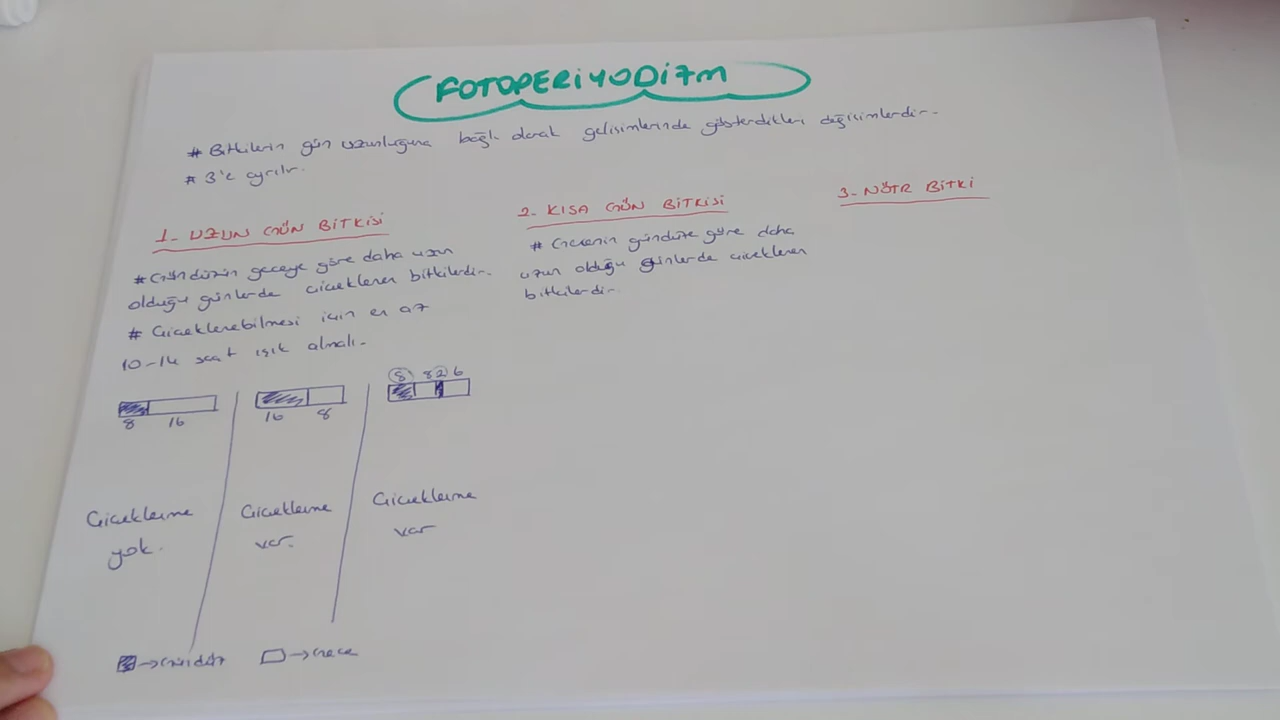 FOTOPERİYODİZM
# Bitkilerin gün uzunluğuna bağlı olarak gelişimlerinde gösterdikleri değişimlerdir.
# 3'e ayrılır.
1- UZUN GÜN BİTKİSİ
# Gündüzün geceye göre daha uzun
olduğu günlerde çiçeklenen bitkilerdir.
# Çiçeklenebilmesi için en az
10-14 saat ışık almalı.
8 16
16 8
8 8 2 6
Çiçeklenme
yok.
Çiçeklenme
var.
Çiçeklenme
var
→ Gündüz → Gece
2- KISA GÜN BİTKİSİ
# Gecenin gündüze göre daha
uzun olduğu günlerde çiçeklenen
bitkilerdir.
3- NÖTR BİTKİ